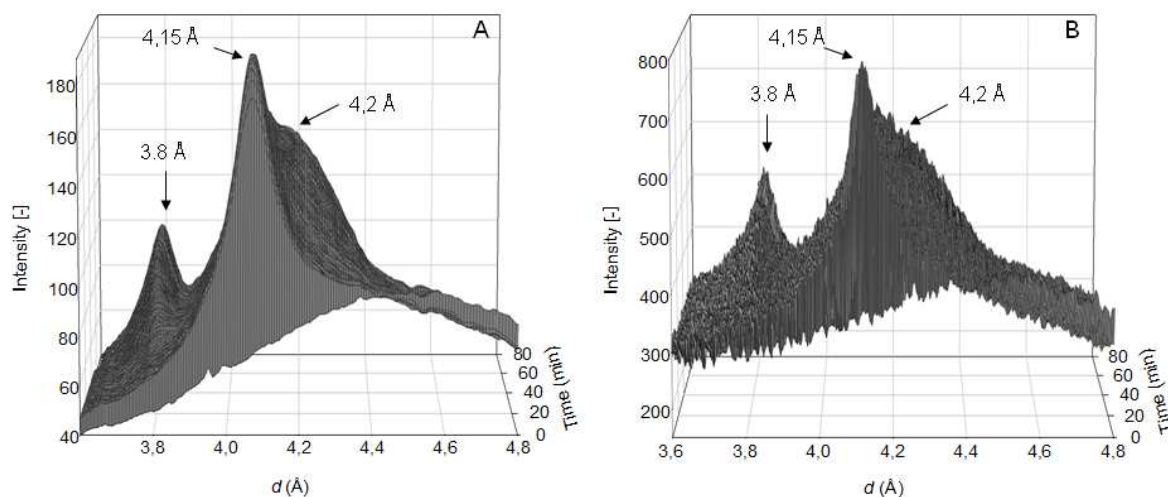 A
4,15 Å
4,2 Å
3.8 Å
180
160
140
120
100
80
60
40
Intensity [-]
3,8
4,0
4,2
4,4
4,6
4,8
d (Å)
80
60
40
20
0
Time (min)
B
4,15 Å
4,2 Å
3.8 Å
800
700
600
500
400
300
200
Intensity [-]
3,6
3,8
4,0
4,2
4,4
4,6
4,8
d (Å)
80
60
40
20
0
Time (min)